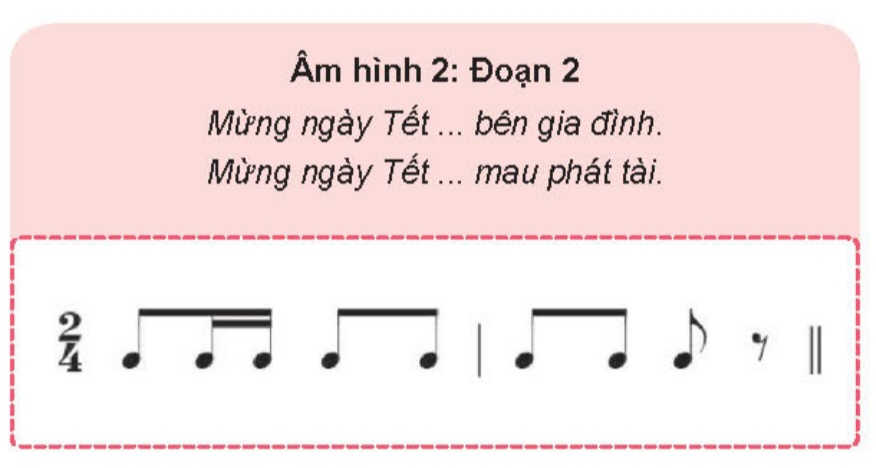 Âm hình 2: Đoạn 2
Mừng ngày Tết ... bên gia đình.
Mừng ngày Tết ... mau phát tài.
2
4